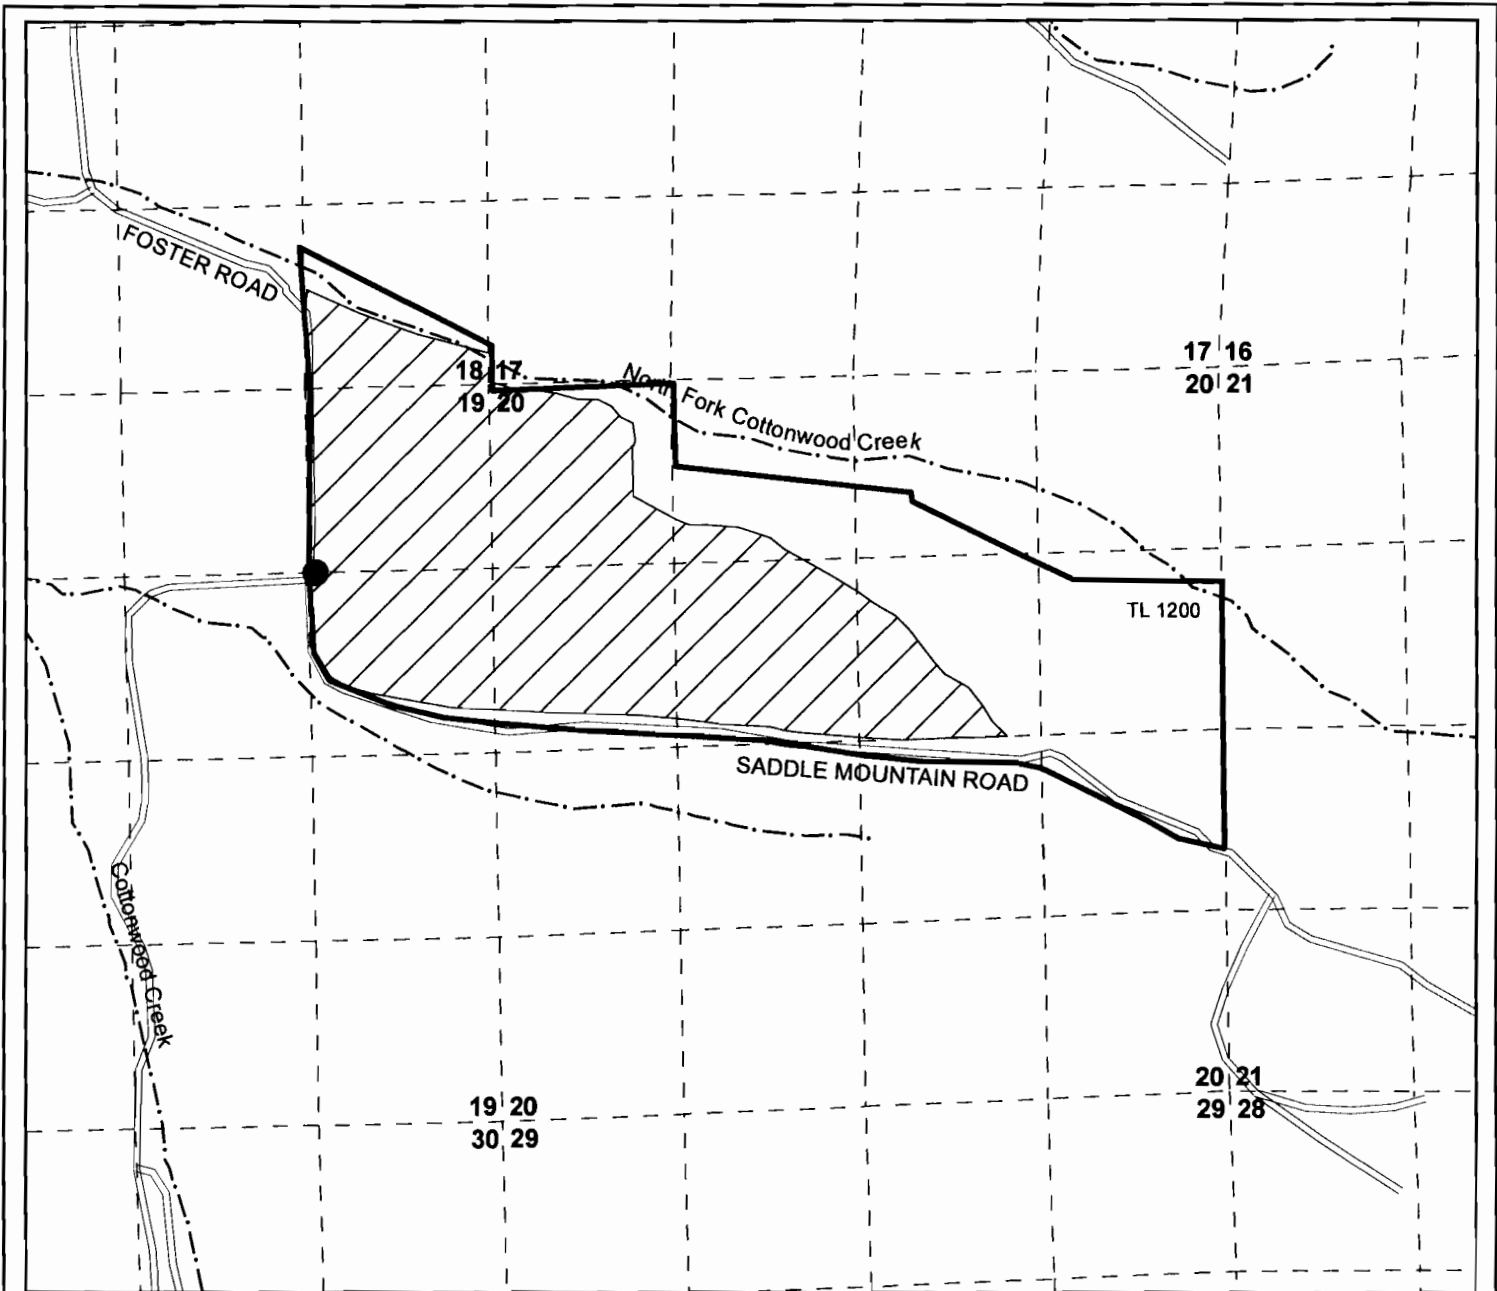 FOSTER ROAD
17 16
20 21
18 17
19 20
North Fork Cottonwood Creek
TL 1200
SADDLE MOUNTAIN ROAD
Cottonwood Creek
20 21
29 28
19 20
30 29